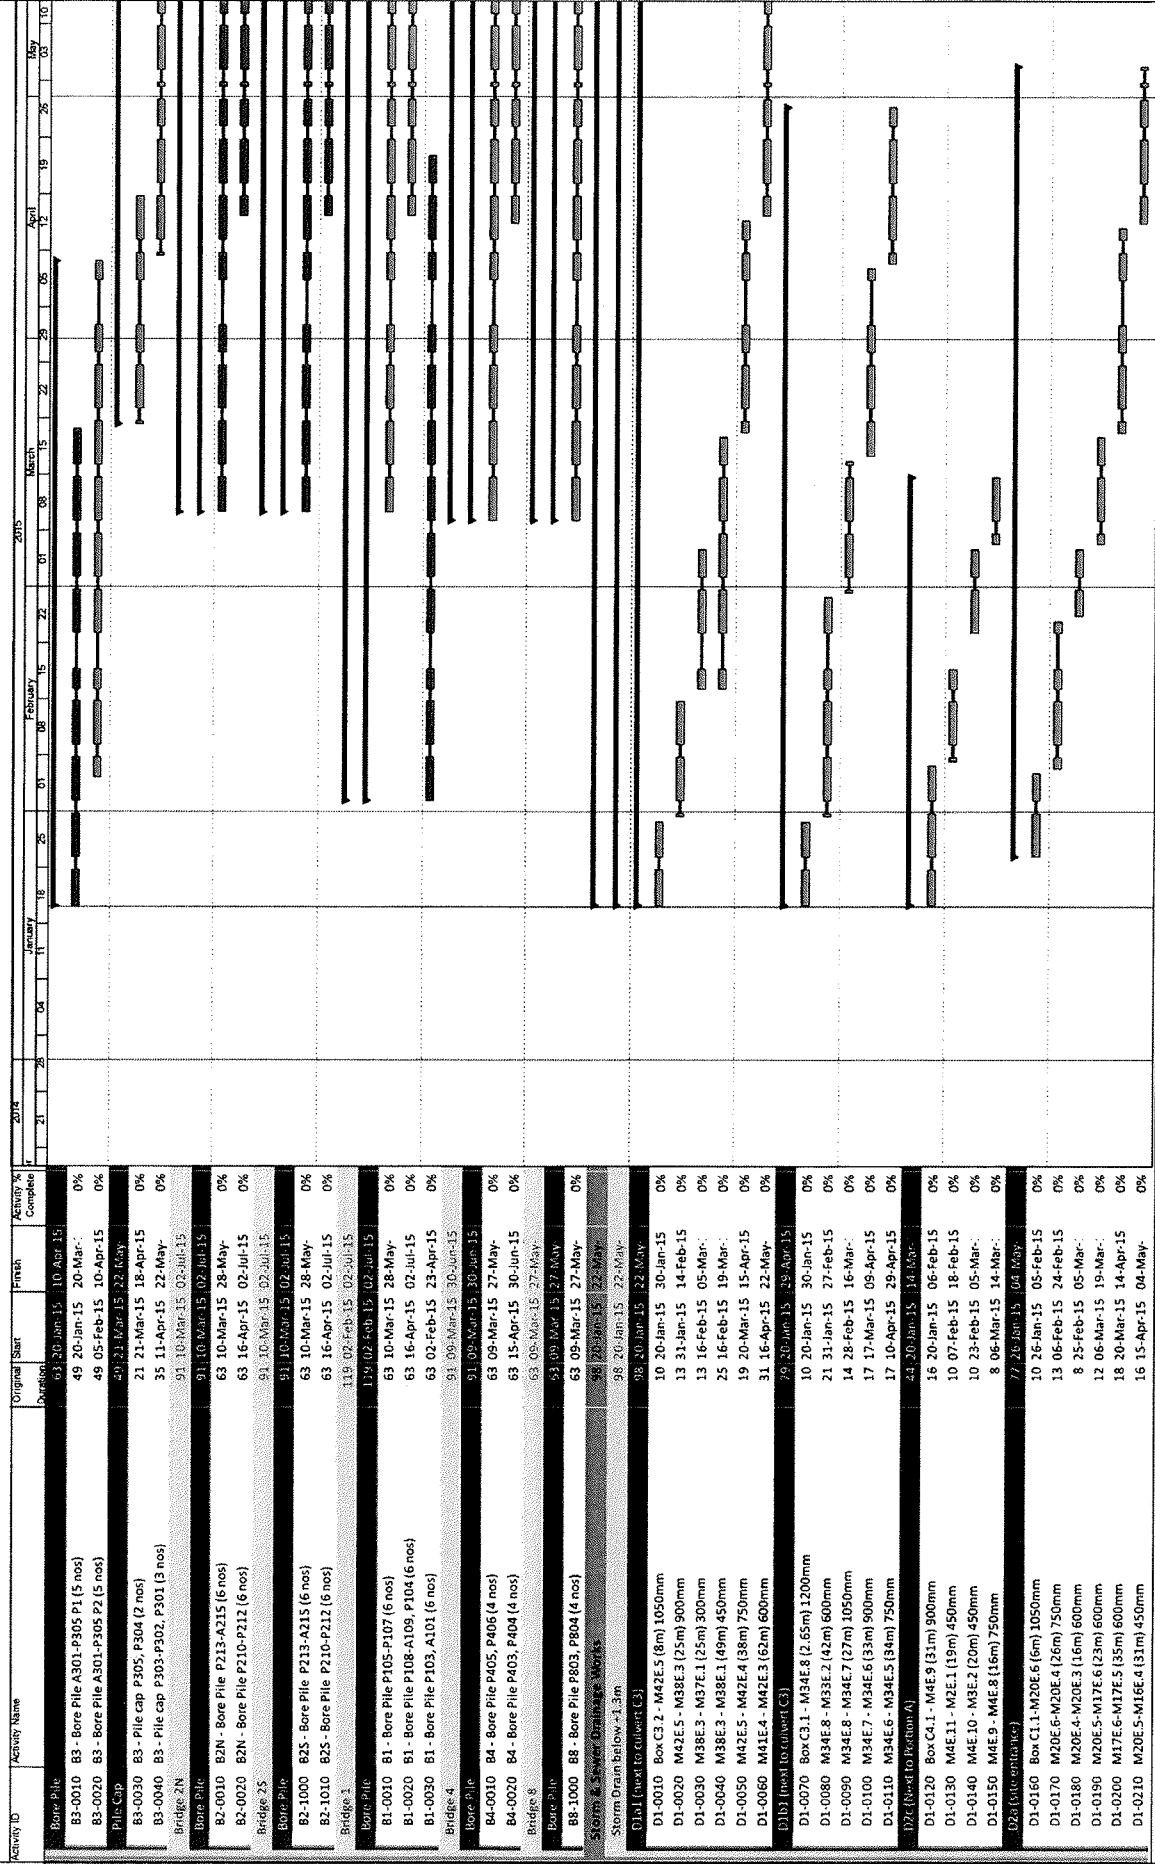 Activity ID Activity Name Original Duration Start Finish Activity % Complete
2014 2015
January February March April May
21 28 04 11 18 25 01 08 15 22 01 08 15 22 29 05 12 19 26 03 10
Bore Pile 63 20-Jan-15 10-Apr-15
B3-0010 B3 - Bore Pile A301-P305 P1 (5 nos) 49 20-Jan-15 20-Mar-: 0%
B3-0020 B3 - Bore Pile A301-P305 P2 (5 nos) 49 05-Feb-15 10-Apr-15 0%
Pile Cap 49 21-Mar-15 22-May-
B3-0030 B3 - Pile cap P305, P304 (2 nos) 21 21-Mar-15 18-Apr-15 0%
B3-0040 B3 - Pile cap P303-P302, P301 (3 nos) 35 11-Apr-15 22-May- 0%
Bridge 2N 91 10-Mar-15 02-Jul-15
Bore Pile 91 10-Mar-15 02-Jul-15
B2-0010 B2N - Bore Pile P213-A215 (6 nos) 63 10-Mar-15 28-May- 0%
B2-0020 B2N - Bore Pile P210-P212 (6 nos) 63 16-Apr-15 02-Jul-15 0%
Bridge 2S 91 10-Mar-15 02-Jul-15
Bore Pile 91 10-Mar-15 02-Jul-15
B2-1000 B2S - Bore Pile P213-A215 (6 nos) 63 10-Mar-15 28-May- 0%
B2-1010 B2S - Bore Pile P210-P212 (6 nos) 63 16-Apr-15 02-Jul-15 0%
Bridge 1 119 02-Feb-15 02-Jul-15
Bore Pile 119 02-Feb-15 02-Jul-15
B1-0010 B1 - Bore Pile P105-P107 (6 nos) 63 10-Mar-15 28-May- 0%
B1-0020 B1 - Bore Pile P108-A109, P104 (6 nos) 63 16-Apr-15 02-Jul-15 0%
B1-0030 B1 - Bore Pile P103, A101 (6 nos) 63 02-Feb-15 23-Apr-15 0%
Bridge 4 91 09-Mar-15 30-Jun-15
Bore Pile 91 09-Mar-15 30-Jun-15
B4-0010 B4 - Bore Pile P405, P406 (4 nos) 63 09-Mar-15 27-May- 0%
B4-0020 B4 - Bore Pile P403, P404 (4 nos) 63 15-Apr-15 30-Jun-15 0%
Bridge 8 63 09-Mar-15 27-May-
Bore Pile 63 09-Mar-15 27-May-
B8-1000 B8 - Bore Pile P803, P804 (4 nos) 63 09-Mar-15 27-May- 0%
Storm & Sewer Drainage Works 98 20-Jan-15 22-May-
Storm Drain below +1.3m 98 20-Jan-15 22-May-
D1a1 (next to culvert C3) 98 20-Jan-15 22-May-
D1-0010 Box C3.2 - M42E.5 (8m) 1050mm 10 20-Jan-15 30-Jan-15 0%
D1-0020 M42E.5 - M38E.3 (25m) 900mm 13 31-Jan-15 14-Feb-15 0%
D1-0030 M38E.3 - M37E.1 (25m) 300mm 13 16-Feb-15 05-Mar-: 0%
D1-0040 M38E.3 - M38E.1 (49m) 450mm 25 16-Feb-15 19-Mar-: 0%
D1-0050 M42E.5 - M42E.4 (38m) 750mm 19 20-Mar-15 15-Apr-15 0%
D1-0060 M41E.4 - M42E.3 (62m) 600mm 31 16-Apr-15 22-May- 0%
D1b1 (next to culvert C3) 79 20-Jan-15 29-Apr-15
D1-0070 Box C3.1 - M34E.8 (2.65m) 1200mm 10 20-Jan-15 30-Jan-15 0%
D1-0080 M34E.8 - M33E.2 (42m) 600mm 21 31-Jan-15 27-Feb-15 0%
D1-0090 M34E.8 - M34E.7 (27m) 1050mm 14 28-Feb-15 16-Mar-: 0%
D1-0100 M34E.7 - M34E.6 (33m) 900mm 17 17-Mar-15 09-Apr-15 0%
D1-0110 M34E.6 - M34E.5 (34m) 750mm 17 10-Apr-15 29-Apr-15 0%
D2c (Next to Portion A) 44 20-Jan-15 14-Mar-
D1-0120 Box C4.1 - M4E.9 (31m) 900mm 16 20-Jan-15 06-Feb-15 0%
D1-0130 M4E.11 - M2E.1 (19m) 450mm 10 07-Feb-15 18-Feb-15 0%
D1-0140 M4E.10 - M3E.2 (20m) 450mm 10 23-Feb-15 05-Mar-: 0%
D1-0150 M4E.9 - M4E.8 (16m) 750mm 8 06-Mar-15 14-Mar-: 0%
D2a (site entrance) 77 26-Jan-15 04-May-
D1-0160 Box C1.1-M20E.6 (6m) 1050mm 10 26-Jan-15 05-Feb-15 0%
D1-0170 M20E.6-M20E.4 (26m) 750mm 13 06-Feb-15 24-Feb-15 0%
D1-0180 M20E.4-M20E.3 (16m) 600mm 8 25-Feb-15 05-Mar-: 0%
D1-0190 M20E.5-M17E.6 (23m) 600mm 12 06-Mar-15 19-Mar-: 0%
D1-0200 M17E.6-M17E.5 (35m) 600mm 18 20-Mar-15 14-Apr-15 0%
D1-0210 M20E.5-M16E.4 (31m) 450mm 16 15-Apr-15 04-May- 0%